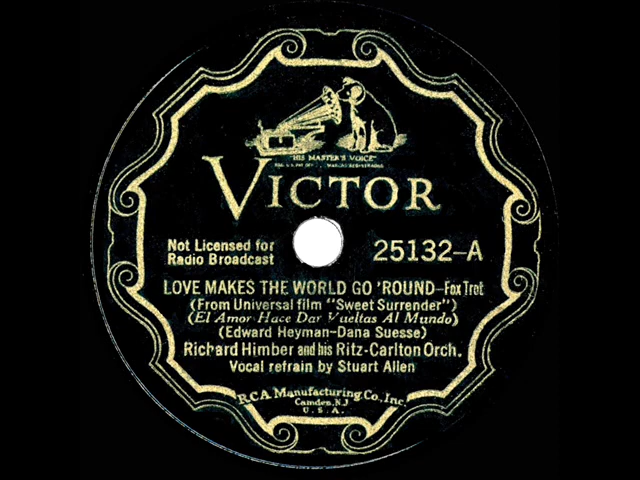 "HIS MASTER'S VOICE"
VICTOR
Not Licensed for
Radio Broadcast
25132-A
LOVE MAKES THE WORLD GO 'ROUND-Fox Trot
(From Universal film "Sweet Surrender")
(El Amor Hace Dar Vueltas Al Mundo)
(Edward Heyman-Dana Suesse)
Richard Himber and his Ritz-Carlton Orch.
Vocal refrain by Stuart Allen
RCA Manufacturing Co., Inc.
Camden, N.J.
U.S.A.